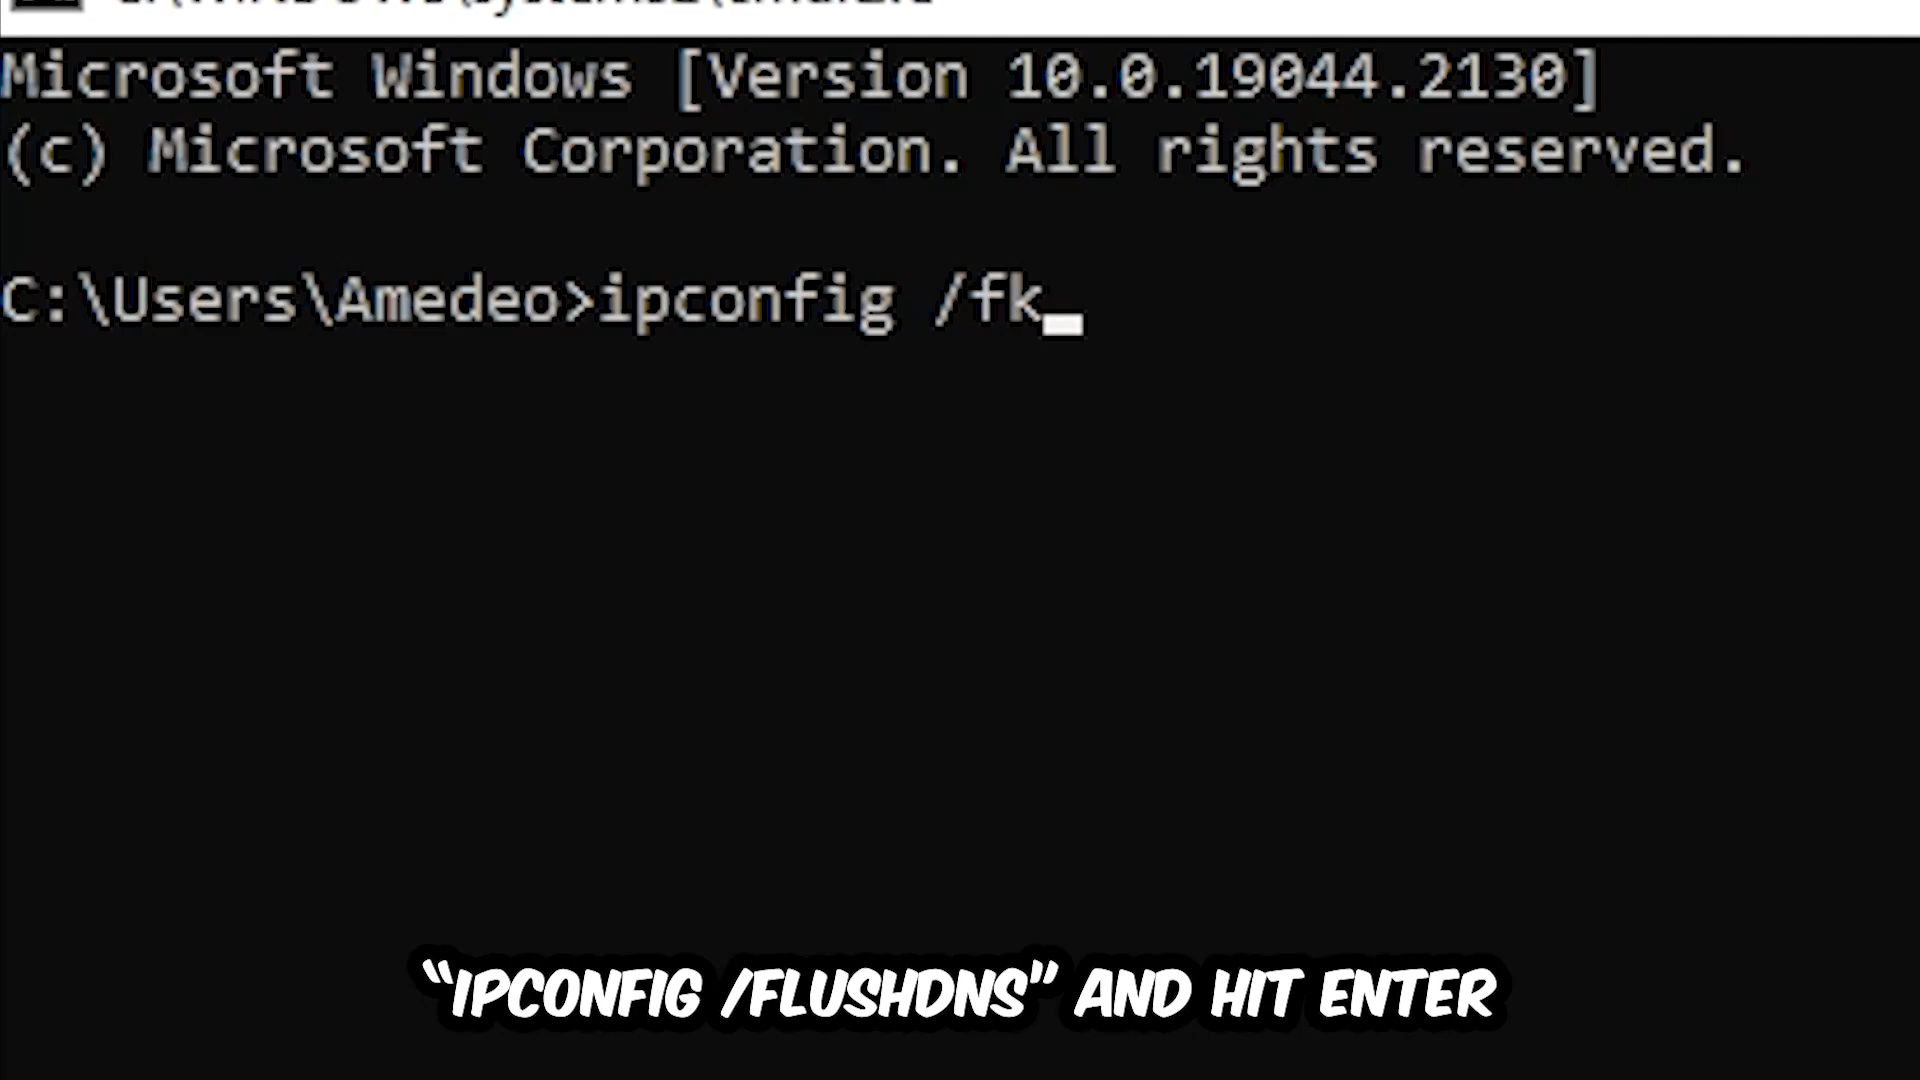 Microsoft Windows [Version 10.0.19044.2130]
(c) Microsoft Corporation. All rights reserved.
C:\Users\Amedeo>ipconfig /fk
“IPCONFIG /FLUSHDNS” AND HIT ENTER